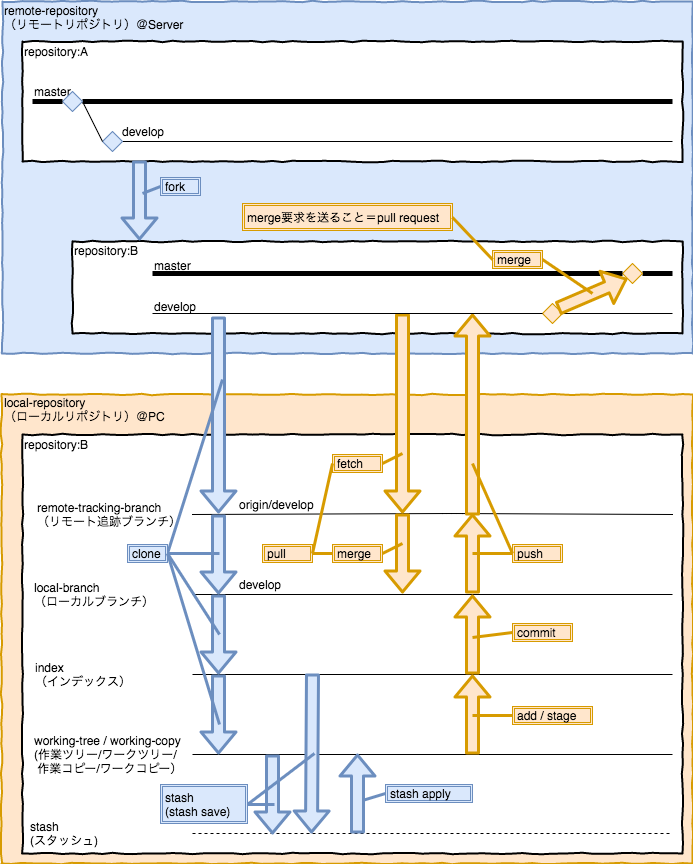 remote-repository
（リモートリポジトリ）@Server
repository:A
master
develop
fork
merge要求を送ること＝pull request
repository:B
merge
master
develop
local-repository
（ローカルリポジトリ）@PC
repository:B
fetch
remote-tracking-branch
（リモート追跡ブランチ）
origin/develop
clone
pull
merge
push
local-branch
（ローカルブランチ）
develop
commit
index
（インデックス）
add / stage
working-tree / working-copy
(作業ツリー/ワークツリー/
作業コピー/ワークコピー）
stash
(stash save)
stash apply
stash
(スタッシュ)